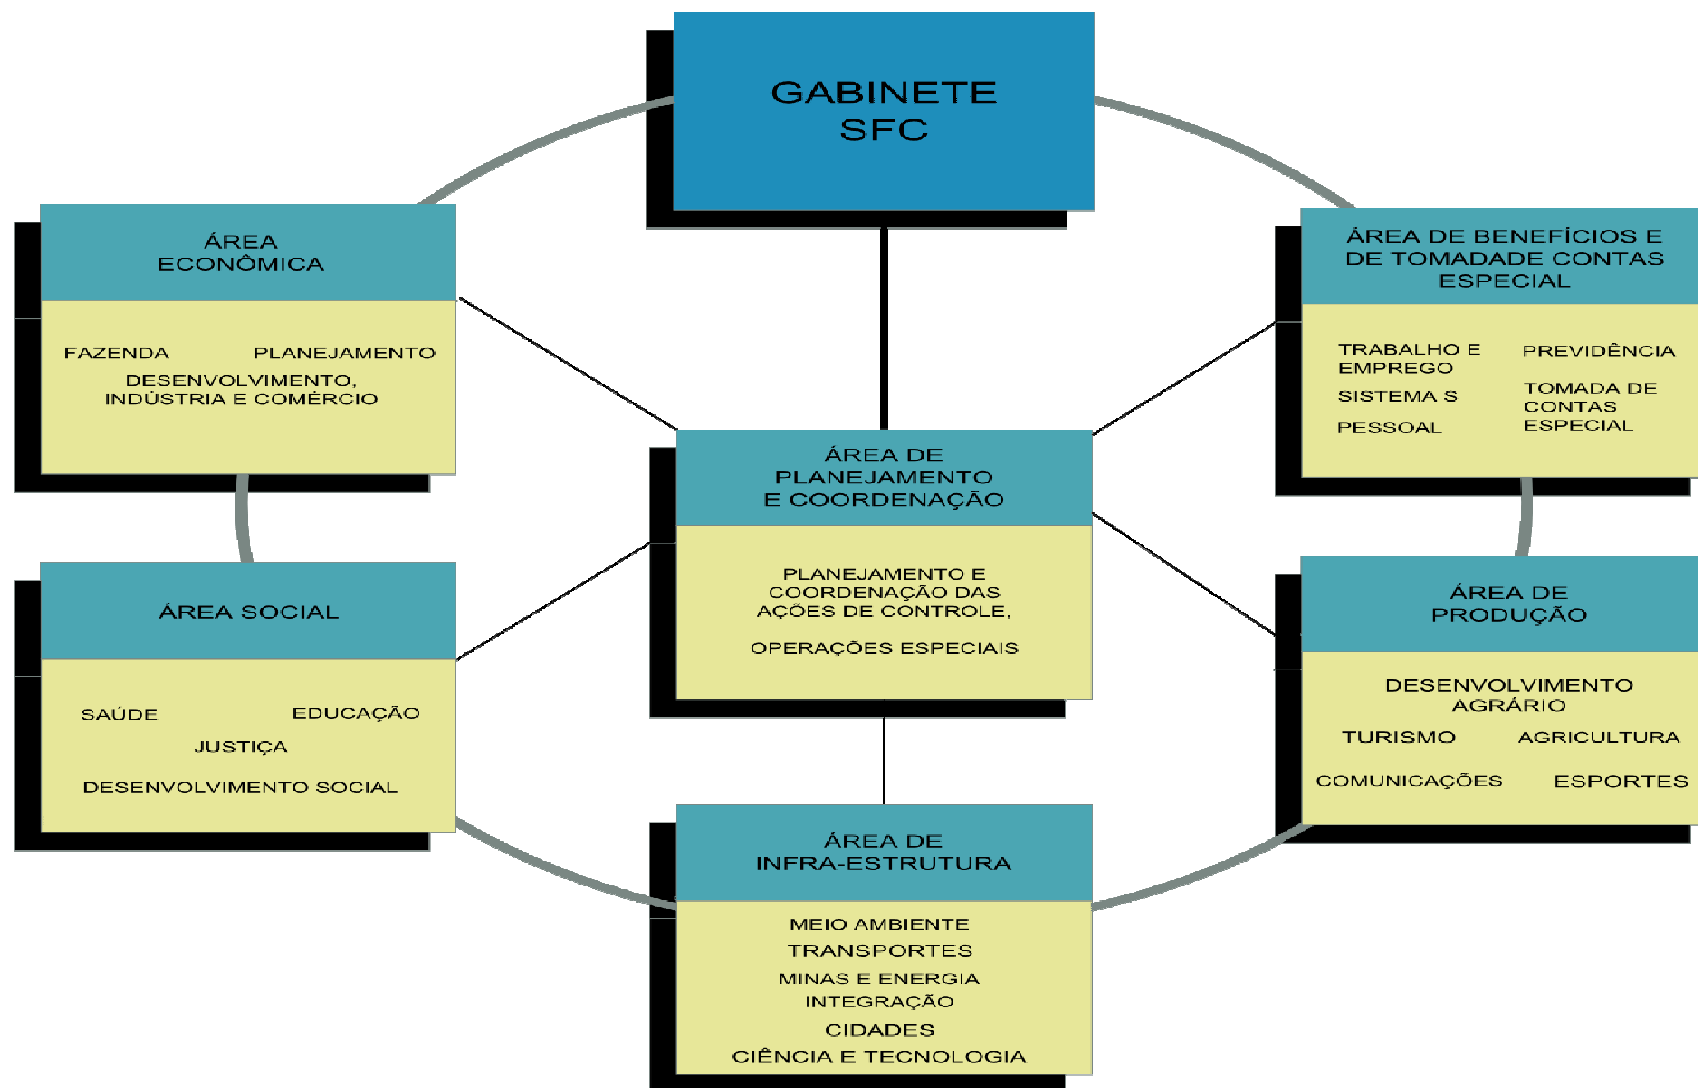 GABINETE
SFC
ÁREA
ECONÔMICA
FAZENDA PLANEJAMENTO
DESENVOLVIMENTO,
INDÚSTRIA E COMÉRCIO
ÁREA DE BENEFÍCIOS E
DE TOMADADE CONTAS
ESPECIAL
TRABALHO E
EMPREGO
PREVIDÊNCIA
SISTEMA S
TOMADA DE
CONTAS
ESPECIAL
PESSOAL
ÁREA DE
PLANEJAMENTO
E COORDENAÇÃO
PLANEJAMENTO E
COORDENAÇÃO DAS
AÇÕES DE CONTROLE,
OPERAÇÕES ESPECIAIS
ÁREA SOCIAL
SAÚDE EDUCAÇÃO
JUSTIÇA
DESENVOLVIMENTO SOCIAL
ÁREA DE
PRODUÇÃO
DESENVOLVIMENTO
AGRÁRIO
TURISMO AGRICULTURA
COMUNICAÇÕES ESPORTES
ÁREA DE
INFRA-ESTRUTURA
MEIO AMBIENTE
TRANSPORTES
MINAS E ENERGIA
INTEGRAÇÃO
CIDADES
CIÊNCIA E TECNOLOGIA